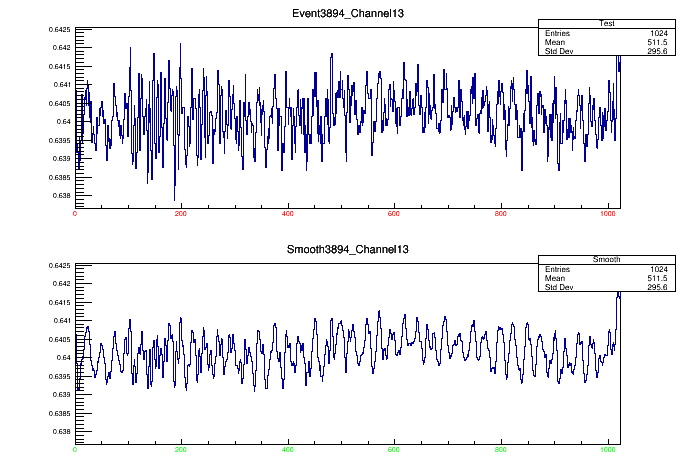 Event3894_Channel13
Test
Entries 1024
Mean 511.5
Std Dev 295.6
0.6425
0.642
0.6415
0.641
0.6405
0.64
0.6395
0.639
0.6385
0.638
0 200 400 600 800 1000
Smooth3894_Channel13
Smooth
Entries 1024
Mean 511.5
Std Dev 295.6
0.6425
0.642
0.6415
0.641
0.6405
0.64
0.6395
0.639
0.6385
0.638
0 200 400 600 800 1000